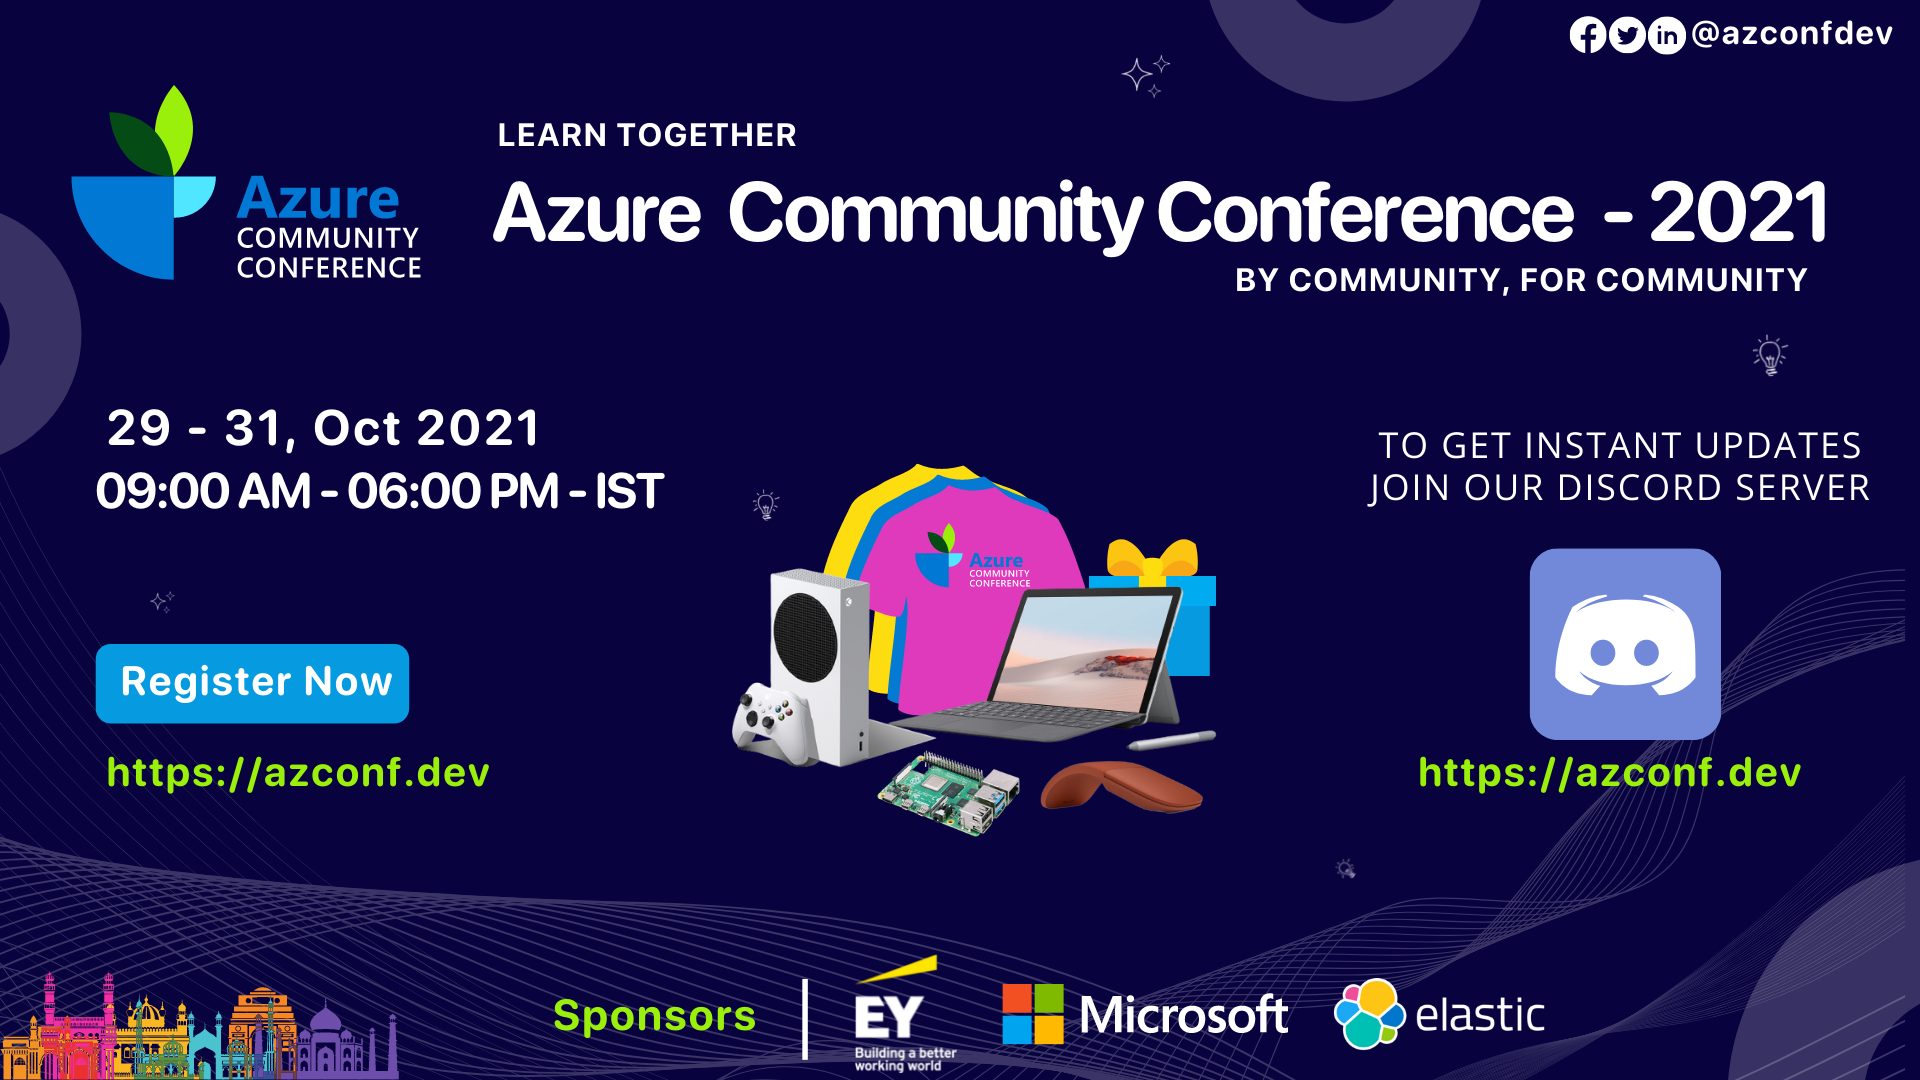 @azconfdev
LEARN TOGETHER
Azure Community Conference - 2021
BY COMMUNITY, FOR COMMUNITY
Azure
COMMUNITY
CONFERENCE
29 - 31, Oct 2021
09:00 AM - 06:00 PM - IST
TO GET INSTANT UPDATES
JOIN OUR DISCORD SERVER
Azure
COMMUNITY
CONFERENCE
Register Now
https://azconf.dev
https://azconf.dev
Sponsors
EY
Building a better
working world
Microsoft
elastic